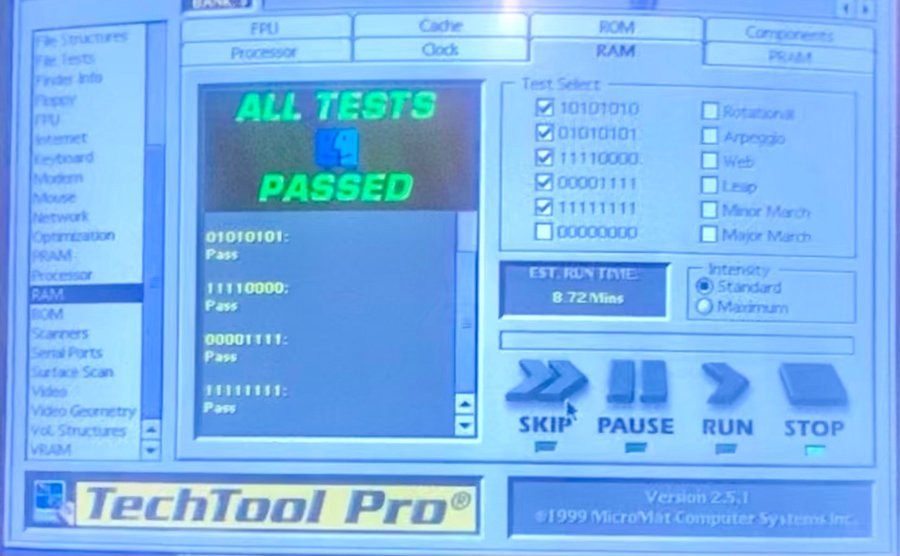 BANK 3
File Structures
File Tests
Finder Info
Floppy
FPU
Internet
Keyboard
Modem
Mouse
Network
Optimization
PRAM
Processor
RAM
ROM
Scanners
Serial Ports
Surface Scan
Video
Video Geometry
Vol. Structures
VRAM
FPU Cache ROM Components
Processor Clock RAM PRAM
ALL TESTS
PASSED
01010101:
Pass
11110000:
Pass
00001111:
Pass
11111111:
Pass
Test Select
10101010 Rotational
01010101 Arpeggio
11110000 Web
00001111 Leap
11111111 Minor March
00000000 Major March
EST. RUN TIME:
8.72 Mins
Intensity
Standard
Maximum
SKIP PAUSE RUN STOP
TechTool Pro®
Version 2.5.1
©1999 MicroMat Computer Systems Inc.